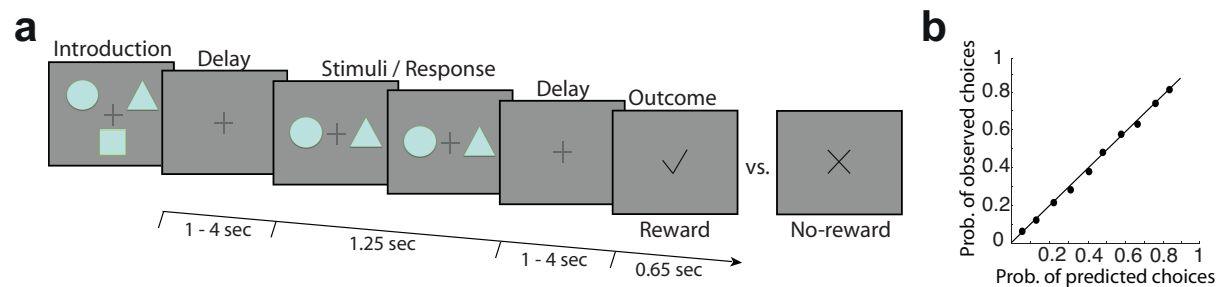 a
Introduction
Delay
Stimuli / Response
Delay
Outcome
vs.
Reward
No-reward
1 - 4 sec
1.25 sec
1 - 4 sec
0.65 sec
b
Prob. of observed choices
1
0.8
0.6
0.4
0.2
0
0.2 0.4 0.6 0.8 1
Prob. of predicted choices